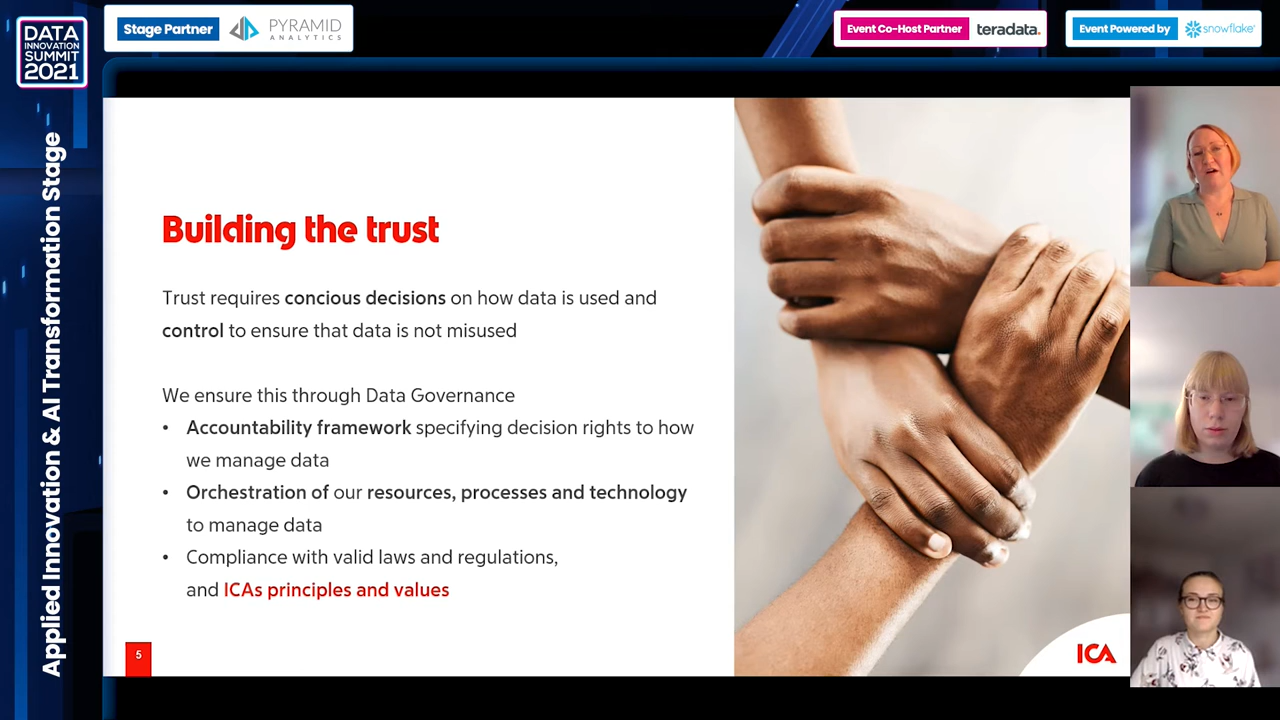 DATA
INNOVATION
SUMMIT
2021
Stage Partner
PYRAMID
ANALYTICS
Event Co-Host Partner
teradata.
Event Powered by
snowflake
Applied Innovation & AI Transformation Stage
Building the trust
Trust requires concious decisions on how data is used and
control to ensure that data is not misused
We ensure this through Data Governance
• Accountability framework specifying decision rights to how
we manage data
• Orchestration of our resources, processes and technology
to manage data
• Compliance with valid laws and regulations,
and ICAs principles and values
5
ICA